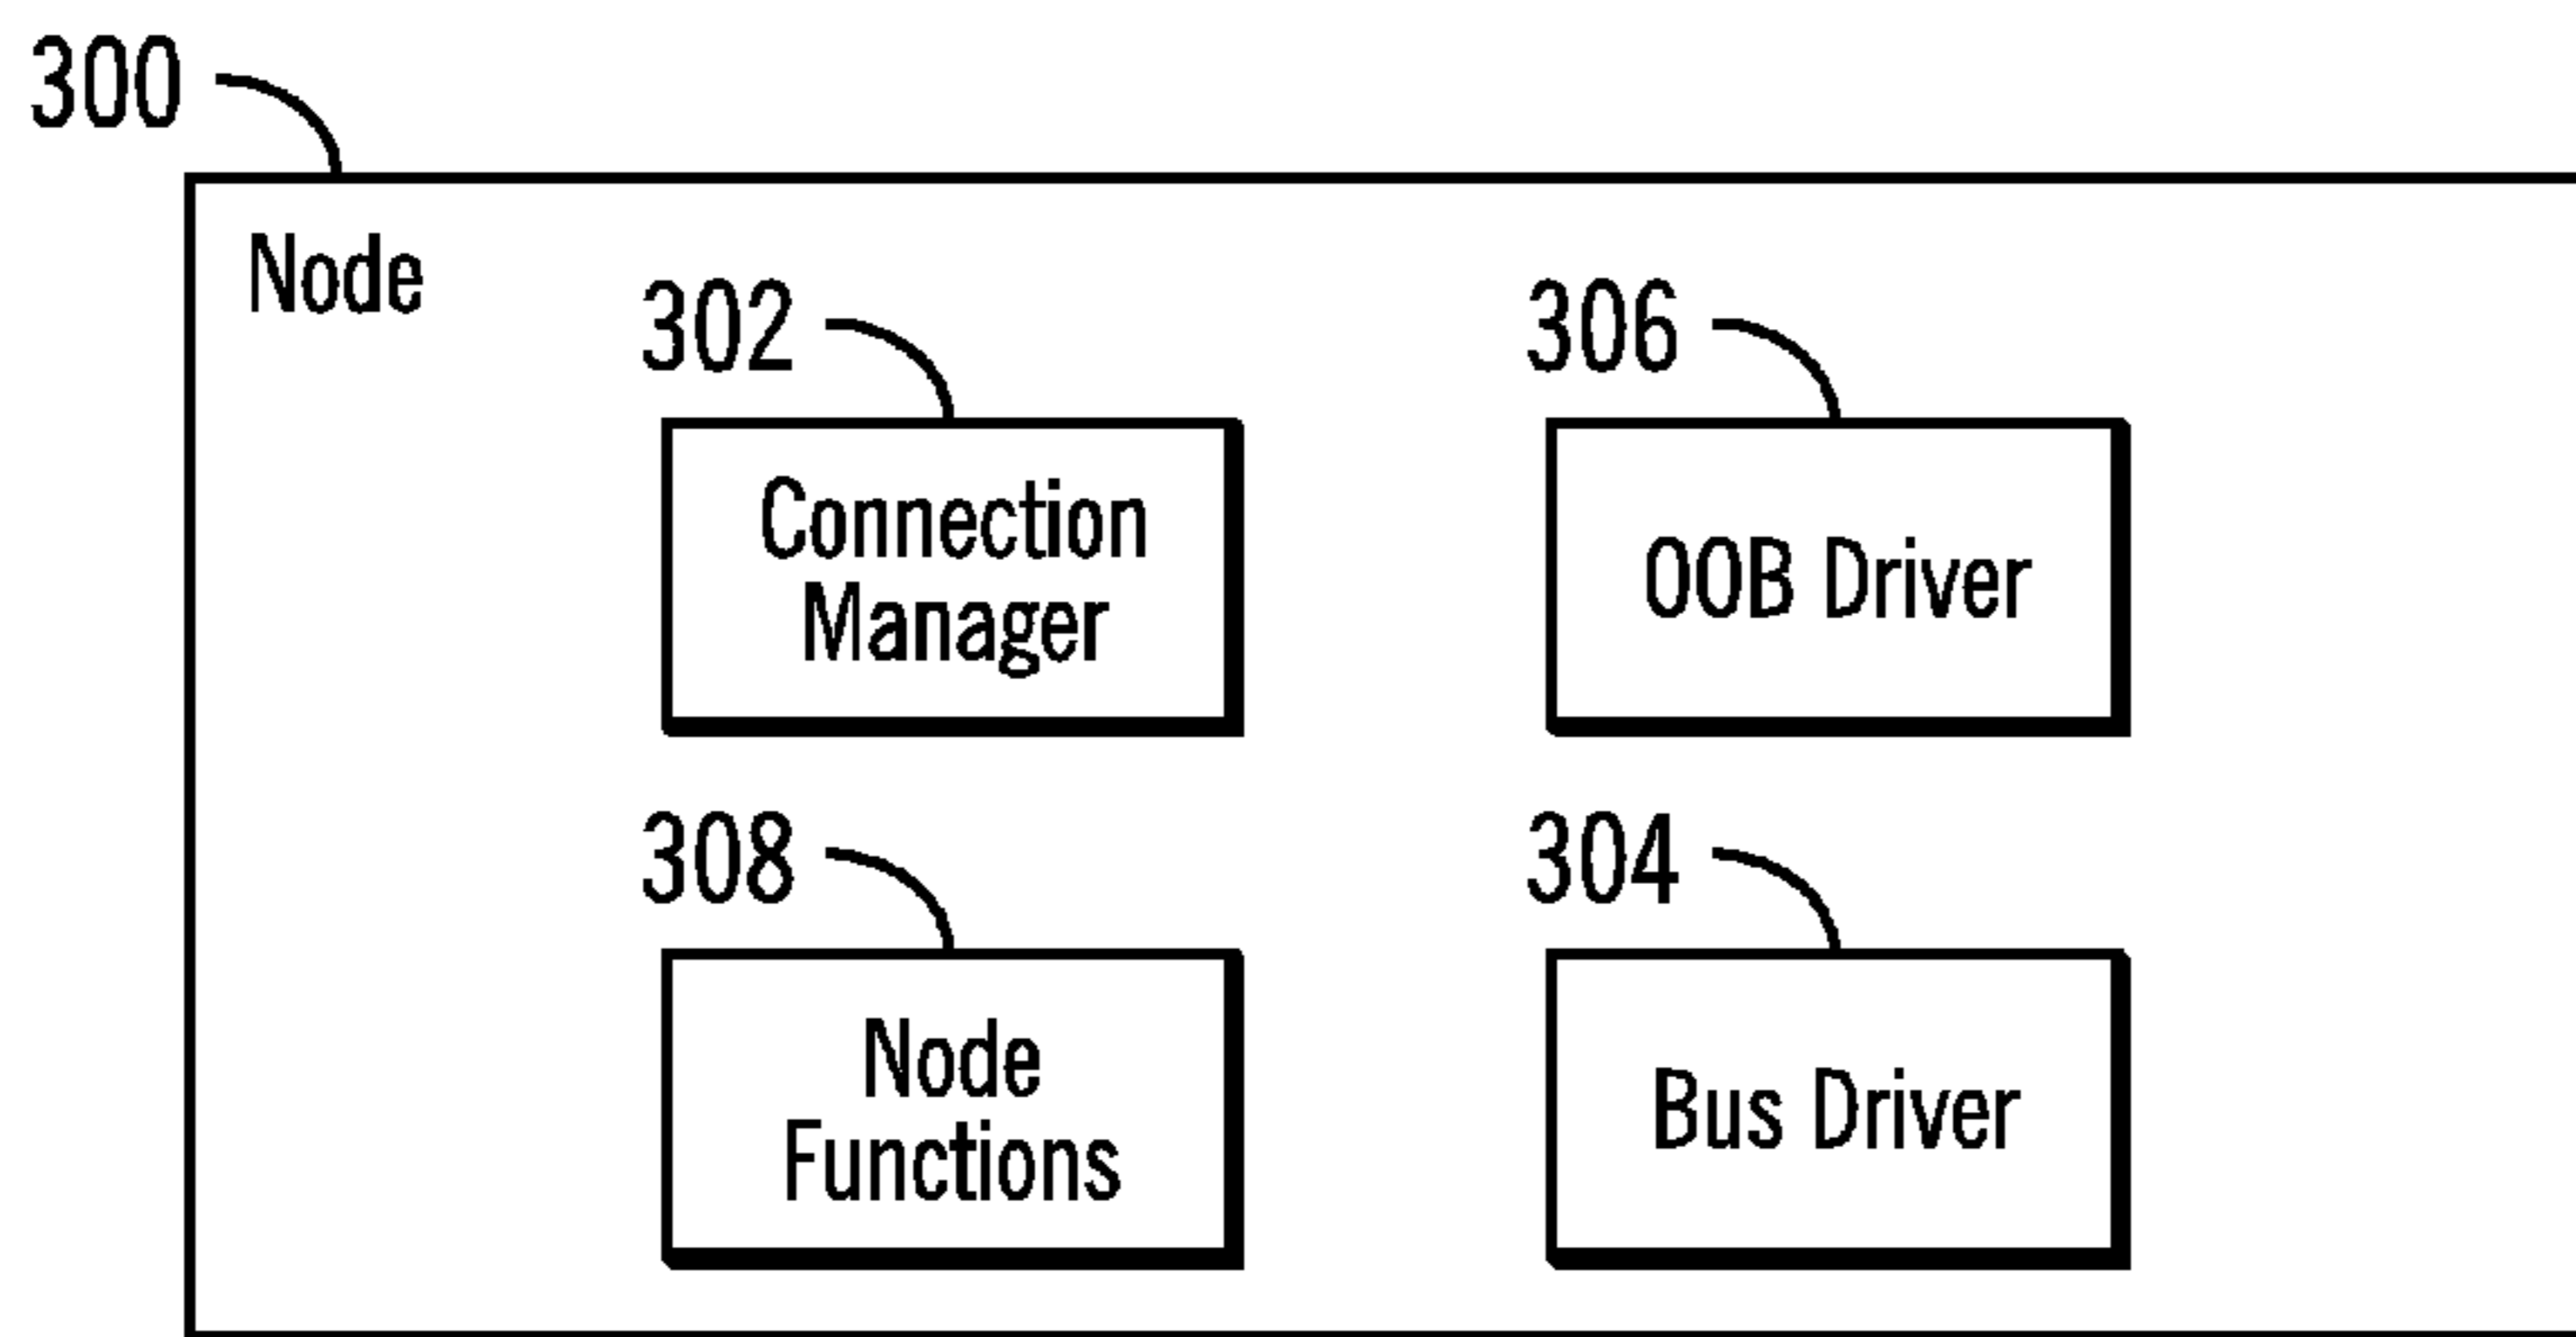 300
Node
302
306
Connection
Manager
OOB Driver
308
304
Node
Functions
Bus Driver